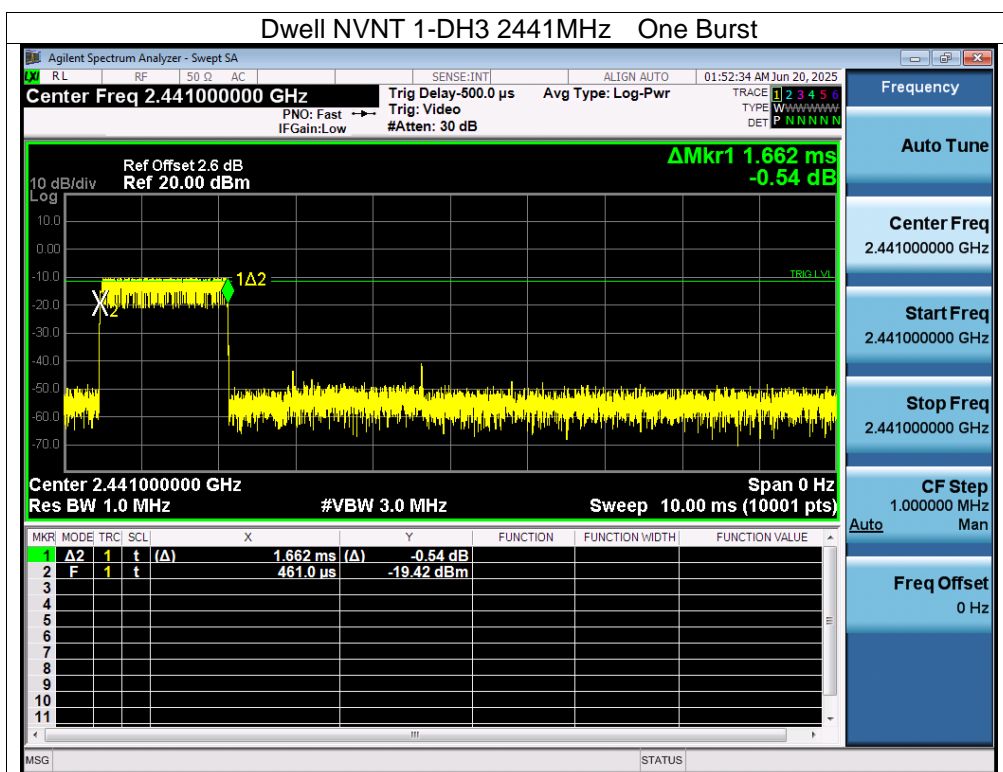 Dwell NVNT 1-DH3 2441MHz One Burst
Agilent Spectrum Analyzer - Swept SA
LXI RL RF 50 Ω AC SENSE:INT ALIGN AUTO 01:52:34 AM Jun 20, 2025
Center Freq 2.441000000 GHz
PNO: Fast
IFGain:Low
Trig Delay-500.0 µs
Trig: Video
#Atten: 30 dB
Avg Type: Log-Pwr
TRACE 1 2 3 4 5 6
TYPE WWWWWWW
DET P N N N N N
Frequency
ΔMkr1 1.662 ms
-0.54 dB
Ref Offset 2.6 dB
10 dB/div Ref 20.00 dBm
Log
10.0
0.00
-10.0
-20.0
-30.0
-40.0
-50.0
-60.0
-70.0
1Δ2
2
TRIG LVL
Center 2.441000000 GHz Span 0 Hz
Res BW 1.0 MHz #VBW 3.0 MHz Sweep 10.00 ms (10001 pts)
MKR MODE TRC SCL X Y FUNCTION FUNCTION WIDTH FUNCTION VALUE
1 Δ2 1 t (Δ) 1.662 ms (Δ) -0.54 dB
2 F 1 t 461.0 µs -19.42 dBm
3
4
5
6
7
8
9
10
11
Auto Tune
Center Freq
2.441000000 GHz
Start Freq
2.441000000 GHz
Stop Freq
2.441000000 GHz
CF Step
1.000000 MHz
Auto Man
Freq Offset
0 Hz
MSG STATUS